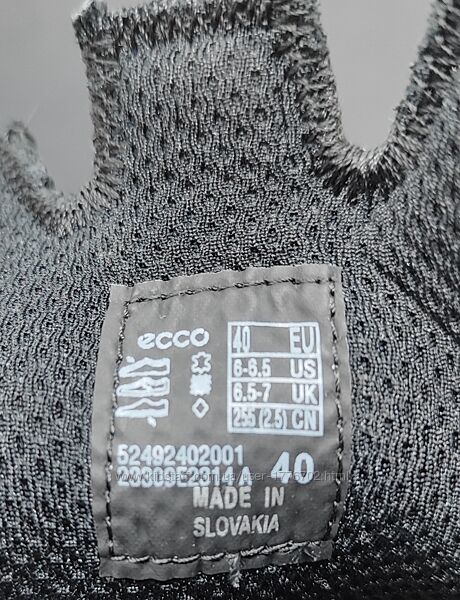 ecco
40 EU
6-6.5 US
6.5-7 UK
255 (2.5) CN
52492402001
40
MADE IN
SLOVAKIA